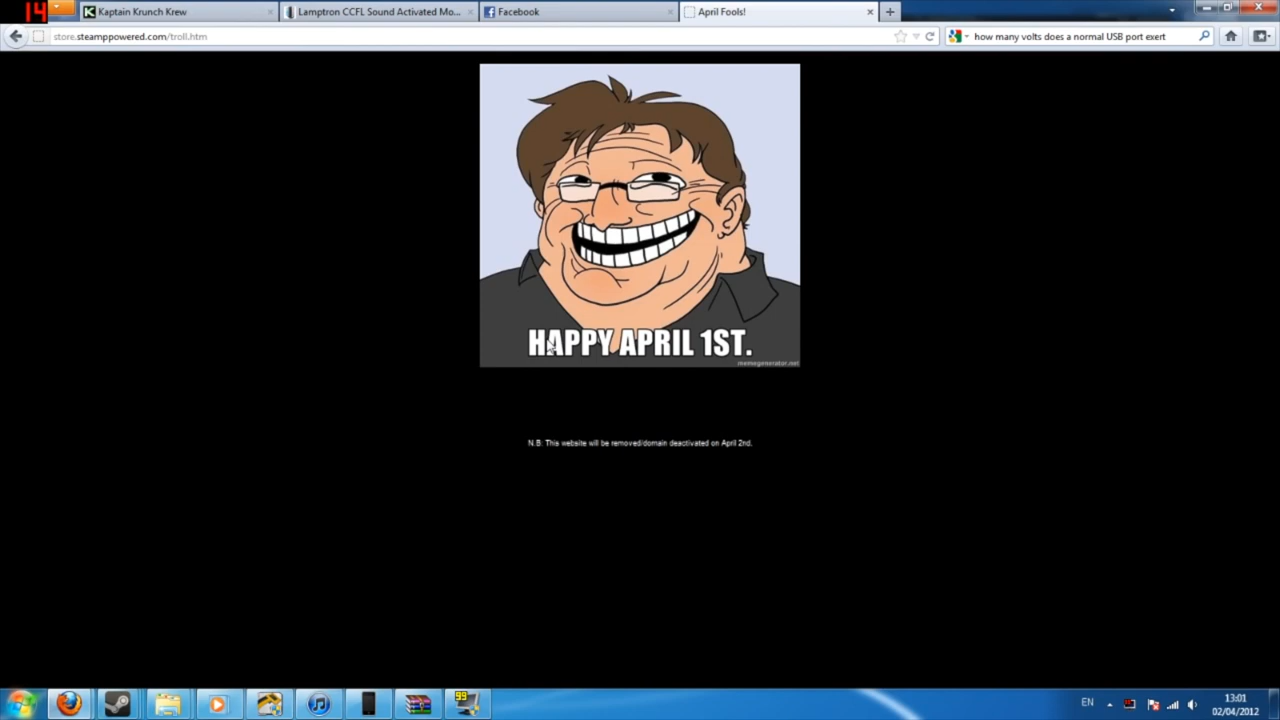 14
Kaptain Krunch Krew
Lamptron CCFL Sound Activated Mo...
Facebook
April Fools!
store.steamppowered.com/troll.htm
how many volts does a normal USB port exert
HAPPY APRIL 1ST.
memegenerator.net
N.B: This website will be removed/domain deactivated on April 2nd.
99
EN
13:01
02/04/2012